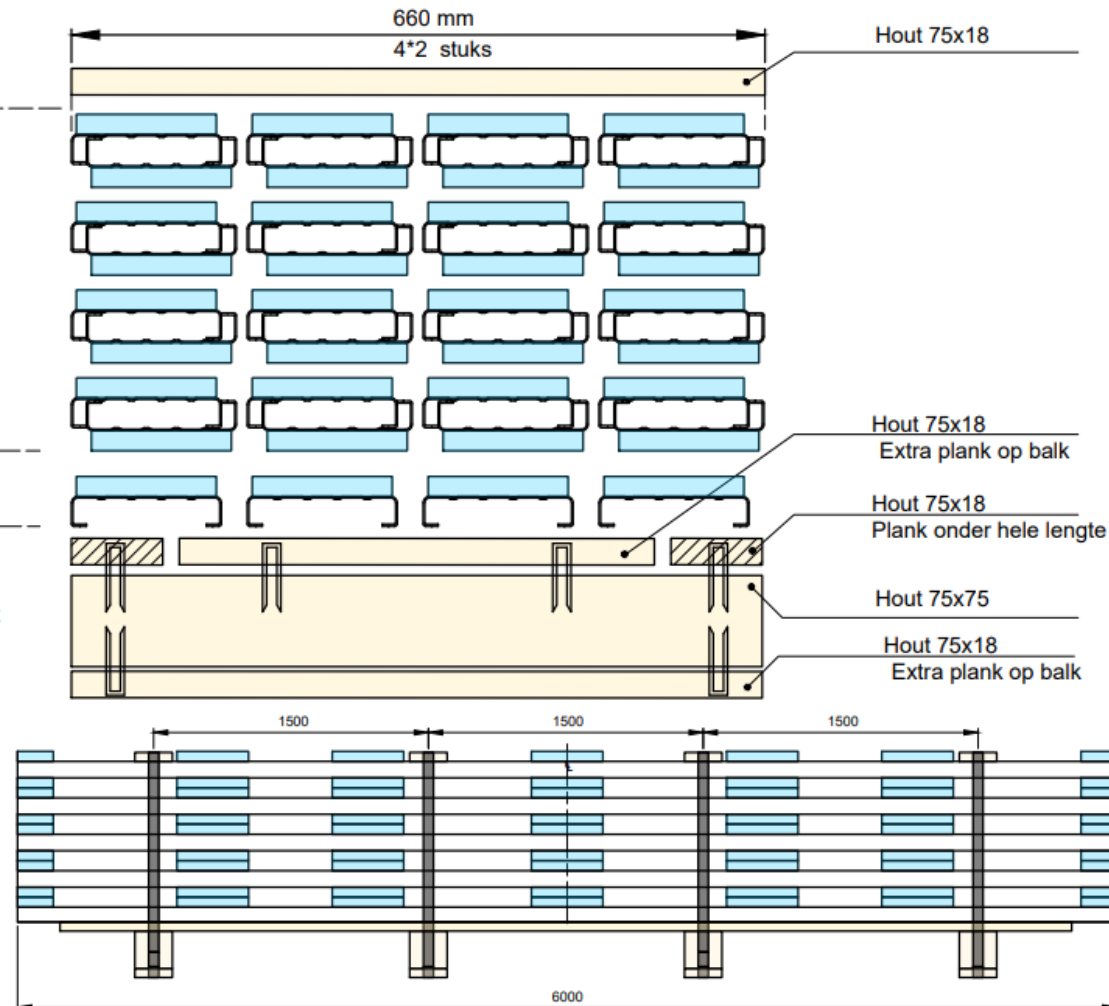 660 mm
4*2 stuks
Hout 75x18
Hout 75x18
Extra plank op balk
Hout 75x18
Plank onder hele lengte
Hout 75x75
Hout 75x18
Extra plank op balk
1500
1500
1500
6000